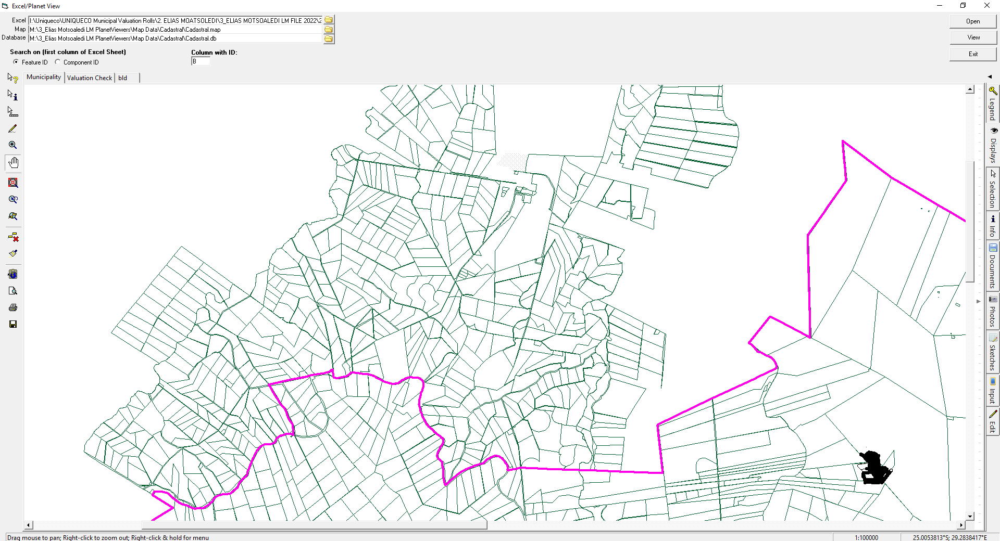 Excel/Planet View
Excel I:\Uniqueco\UNIQUECO Municipal Valuation Rolls\2. ELIAS MOATSOLEDI\3_ELIAS MOTSOALEDI LM FILE 2022\2
Map M:\3_Elias Motsoaledi LM PlanetViewers\Map Data\Cadastral\Cadastral.map
Database M:\3_Elias Motsoaledi LM PlanetViewers\Map Data\Cadastral\Cadastral.db
Open
View
Exit
Search on (first column of Excel Sheet)
Feature ID Component ID
Column with ID:
B
Municipality Valuation Check bld
Legend
Displays
Selection
Info
Documents
Photos
Sketches
Input
Edit
Drag mouse to pan; Right-click to zoom out; Right-click & hold for menu
1:100000
25.0053813°S; 29.2838417°E